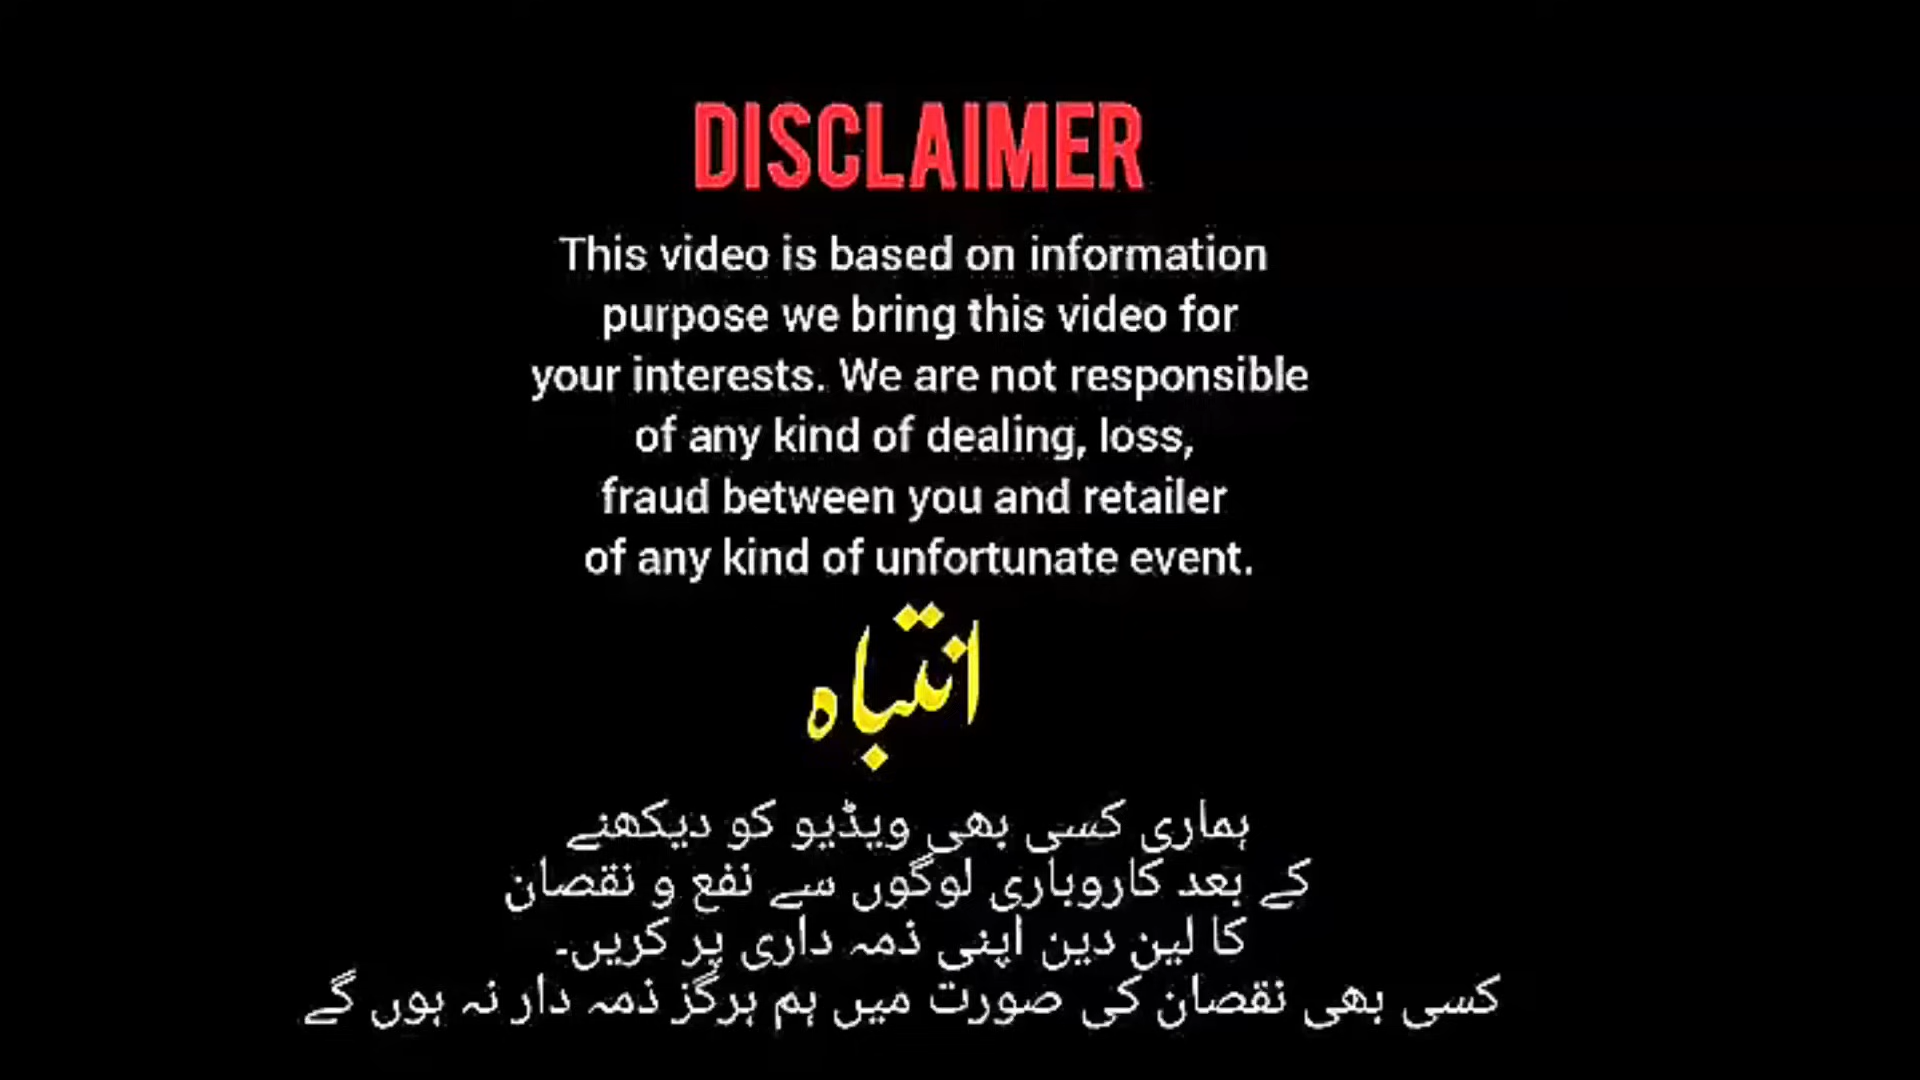 DISCLAIMER
This video is based on information
purpose we bring this video for
your interests. We are not responsible
of any kind of dealing, loss,
fraud between you and retailer
of any kind of unfortunate event.
انتباہ
ہماری کسی بھی ویڈیو کو دیکھنے
کے بعد کاروباری لوگوں سے نفع و نقصان
کا لین دین اپنی ذمہ داری پر کریں۔
کسی بھی نقصان کی صورت میں ہم ہرگز ذمہ دار نہ ہوں گے